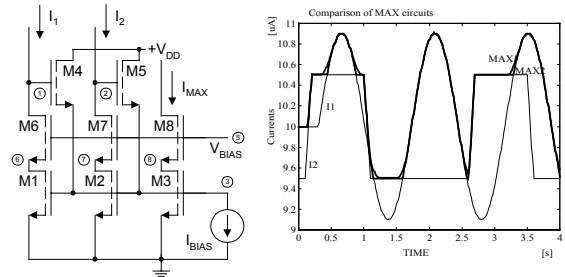 I1 I2
+VDD
M4 M5
1 2
IMAX
M6 M7 M8
5
VBIAS
6 7 8
M1 M2 M3
3
IBIAS
Comparison of MAX circuits
[uA]
11
10.8
10.6
10.4
10.2
10
9.8
9.6
9.4
9.2
9
Currents
MAX1
MAX2
I1
I2
0 0.5 1 1.5 2 2.5 3 3.5 4
TIME [s]